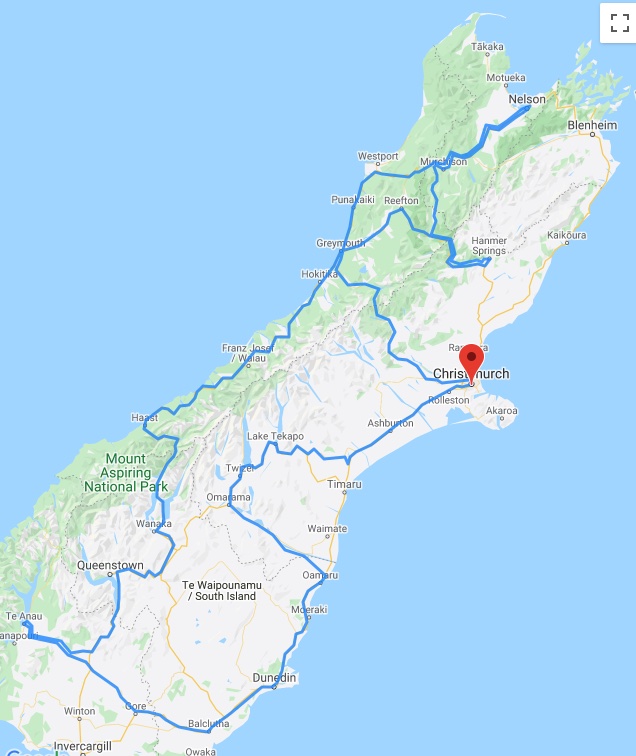 Tākaka
Motueka
Nelson
Blenheim
Westport
Murchison
Punakaiki
Reefton
Kaikōura
Hanmer
Springs
Greymouth
Hokitika
Franz Josef
/ Waiau
Christchurch
Rolleston
Akaroa
Haast
Ashburton
Lake Tekapo
Mount
Aspiring
National Park
Twizel
Timaru
Omarama
Wanaka
Waimate
Queenstown
Oamaru
Te Waipounamu
/ South Island
Te Anau
anapouri
Moeraki
Dunedin
Gore
Winton
Balclutha
Invercargill
Owaka